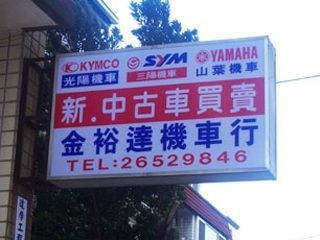 KYMCO SYM YAMAHA
光陽機車 三陽機車 山葉機車
新.中古車買賣
金裕達機車行
TEL:26529846